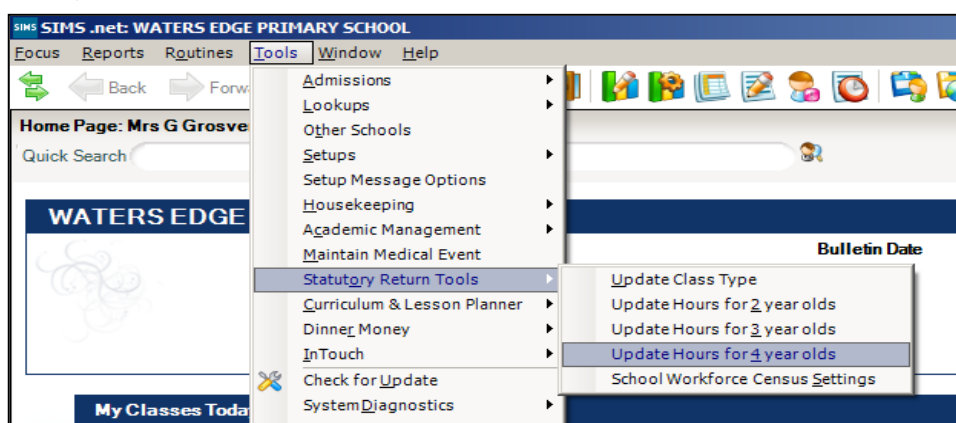 SIMS SIMS .net: WATERS EDGE PRIMARY SCHOOL
Focus Reports Routines Tools Window Help
Back Forw
Home Page: Mrs G Grosve
Quick Search
WATERS EDGE
Bulletin Date
My Classes Toda
Admissions
Lookups
Other Schools
Setups
Setup Message Options
Housekeeping
Academic Management
Maintain Medical Event
Statutory Return Tools
Curriculum & Lesson Planner
Dinner Money
InTouch
Check for Update
System Diagnostics
Update Class Type
Update Hours for 2 year olds
Update Hours for 3 year olds
Update Hours for 4 year olds
School Workforce Census Settings